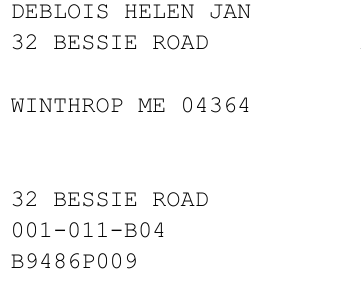 DEBLOIS HELEN JAN
32 BESSIE ROAD
WINTHROP ME 04364
32 BESSIE ROAD
001-011-B04
B9486P009